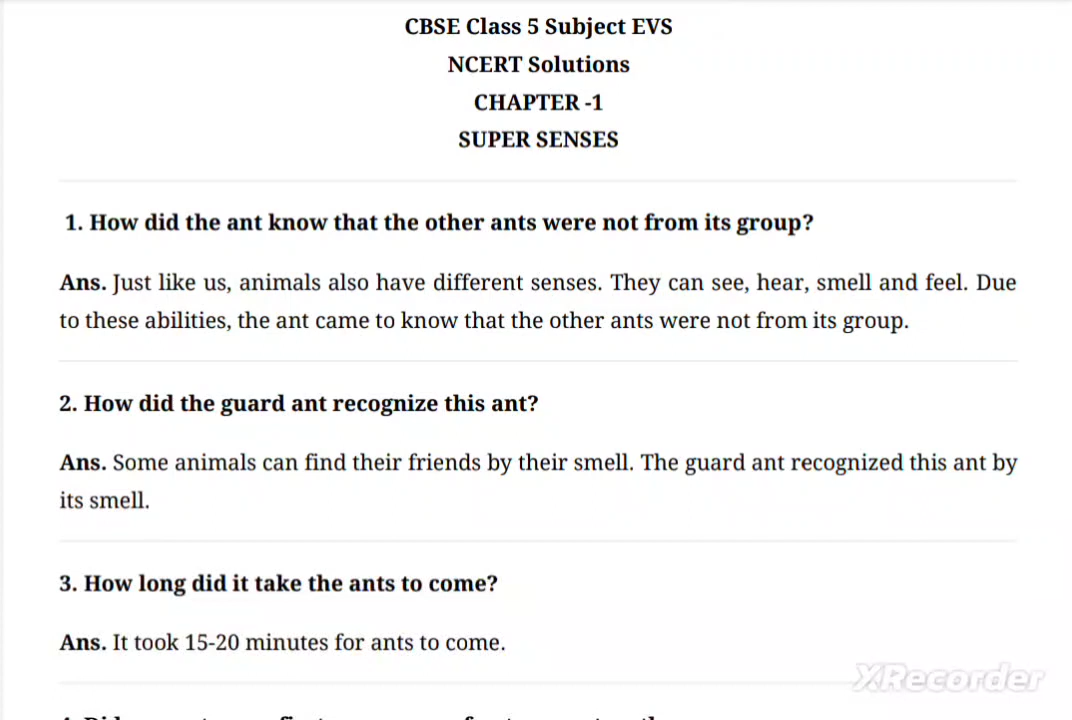 CBSE Class 5 Subject EVS
NCERT Solutions
CHAPTER -1
SUPER SENSES
1. How did the ant know that the other ants were not from its group?
Ans. Just like us, animals also have different senses. They can see, hear, smell and feel. Due
to these abilities, the ant came to know that the other ants were not from its group.
2. How did the guard ant recognize this ant?
Ans. Some animals can find their friends by their smell. The guard ant recognized this ant by
its smell.
3. How long did it take the ants to come?
Ans. It took 15-20 minutes for ants to come.
XRecorder